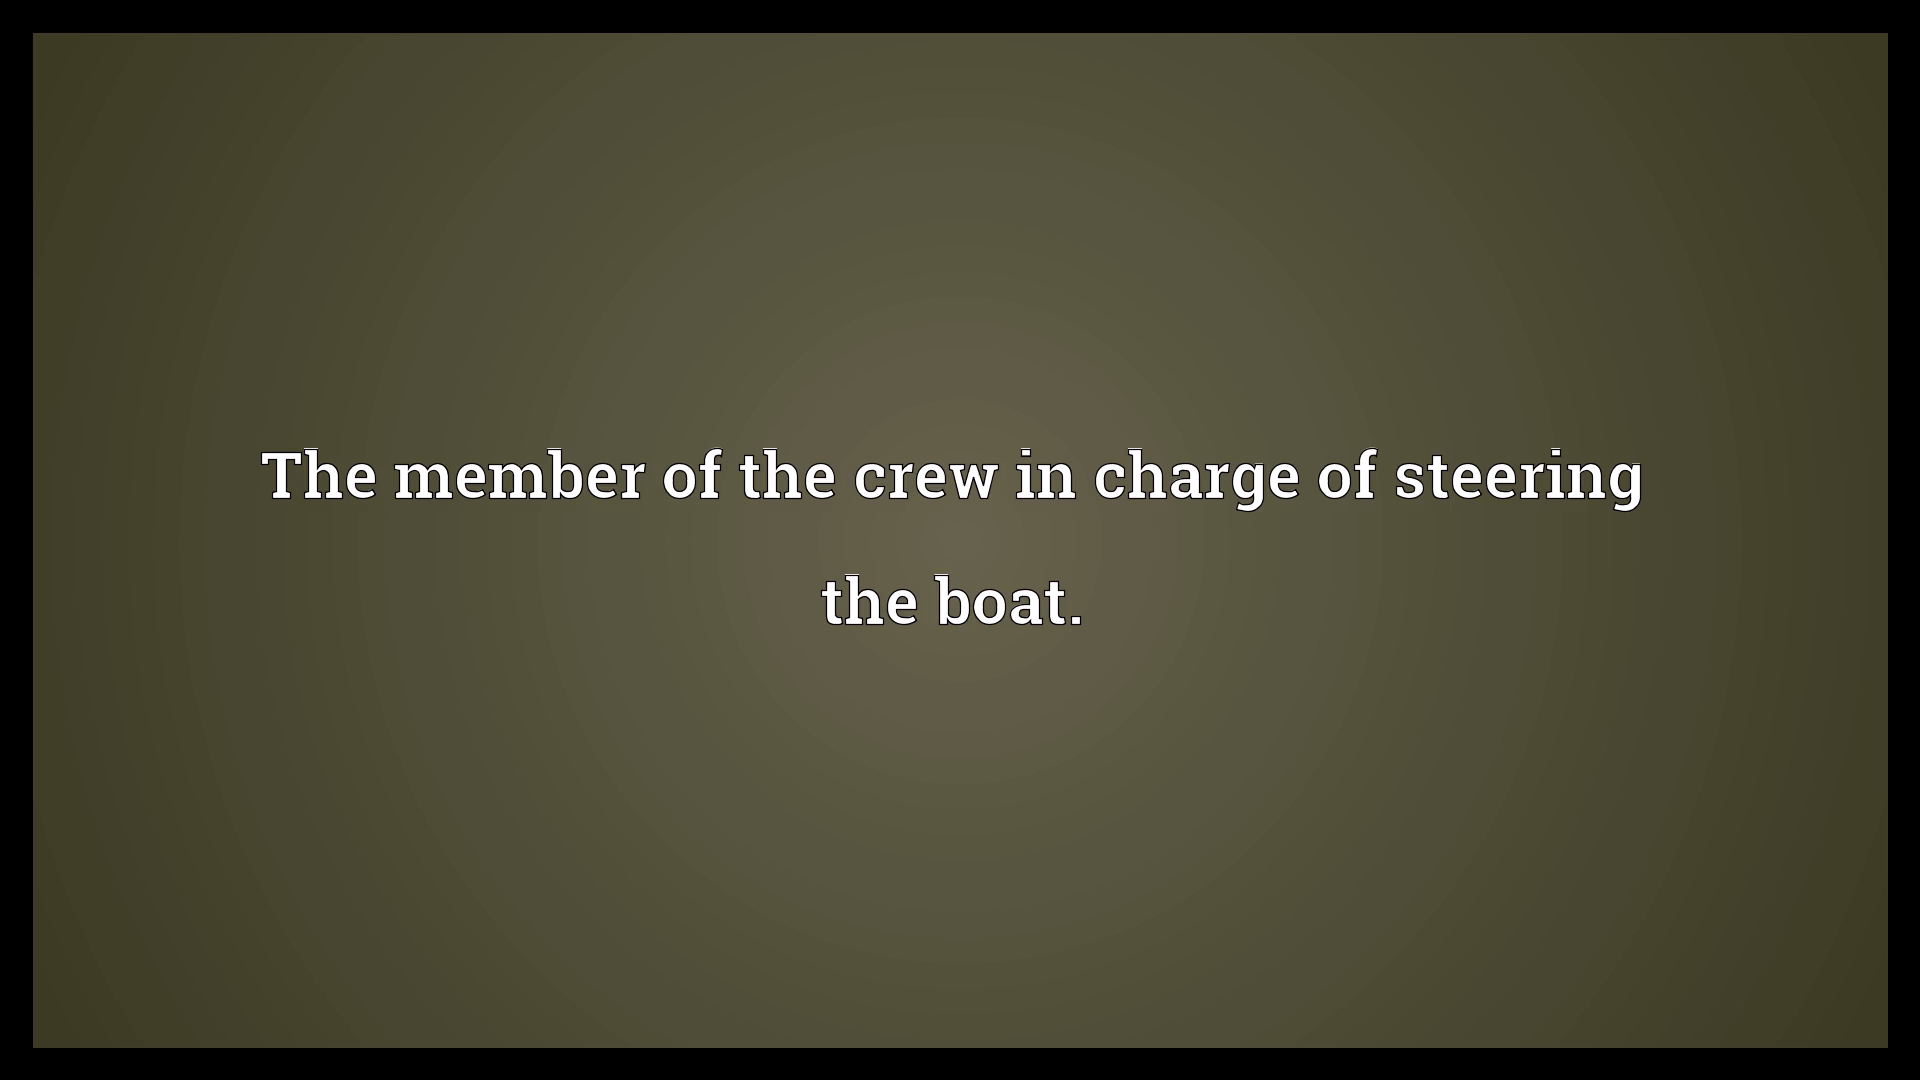 The member of the crew in charge of steering
the boat.